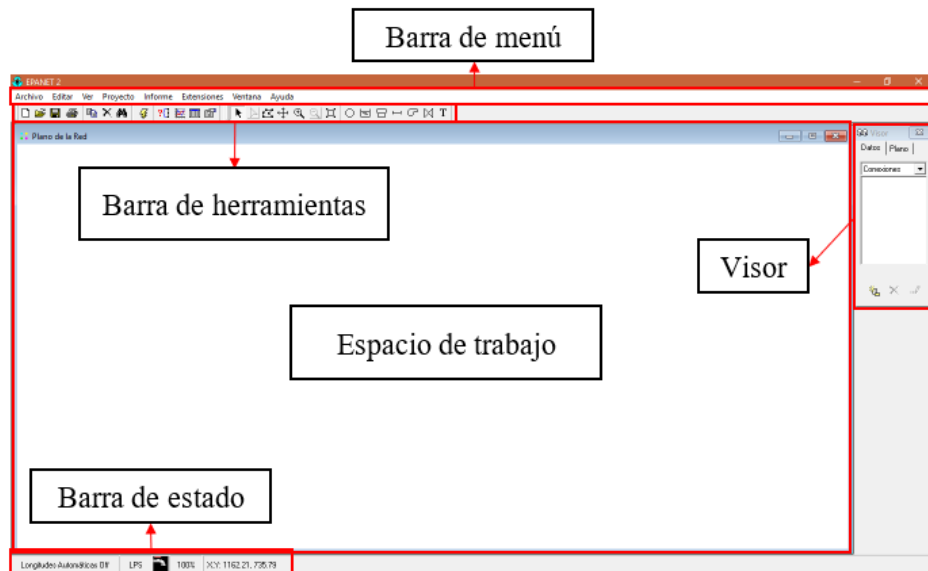 Barra de menú
EPANET 2
Archivo Editar Ver Proyecto Informe Extensiones Ventana Ayuda
T
Plano de la Red
Visor
Datos Plano
Conexiones
Barra de herramientas
Visor
Espacio de trabajo
Barra de estado
Longitudes Automáticas Off LPS 100% X,Y: 1162.21, 735.79